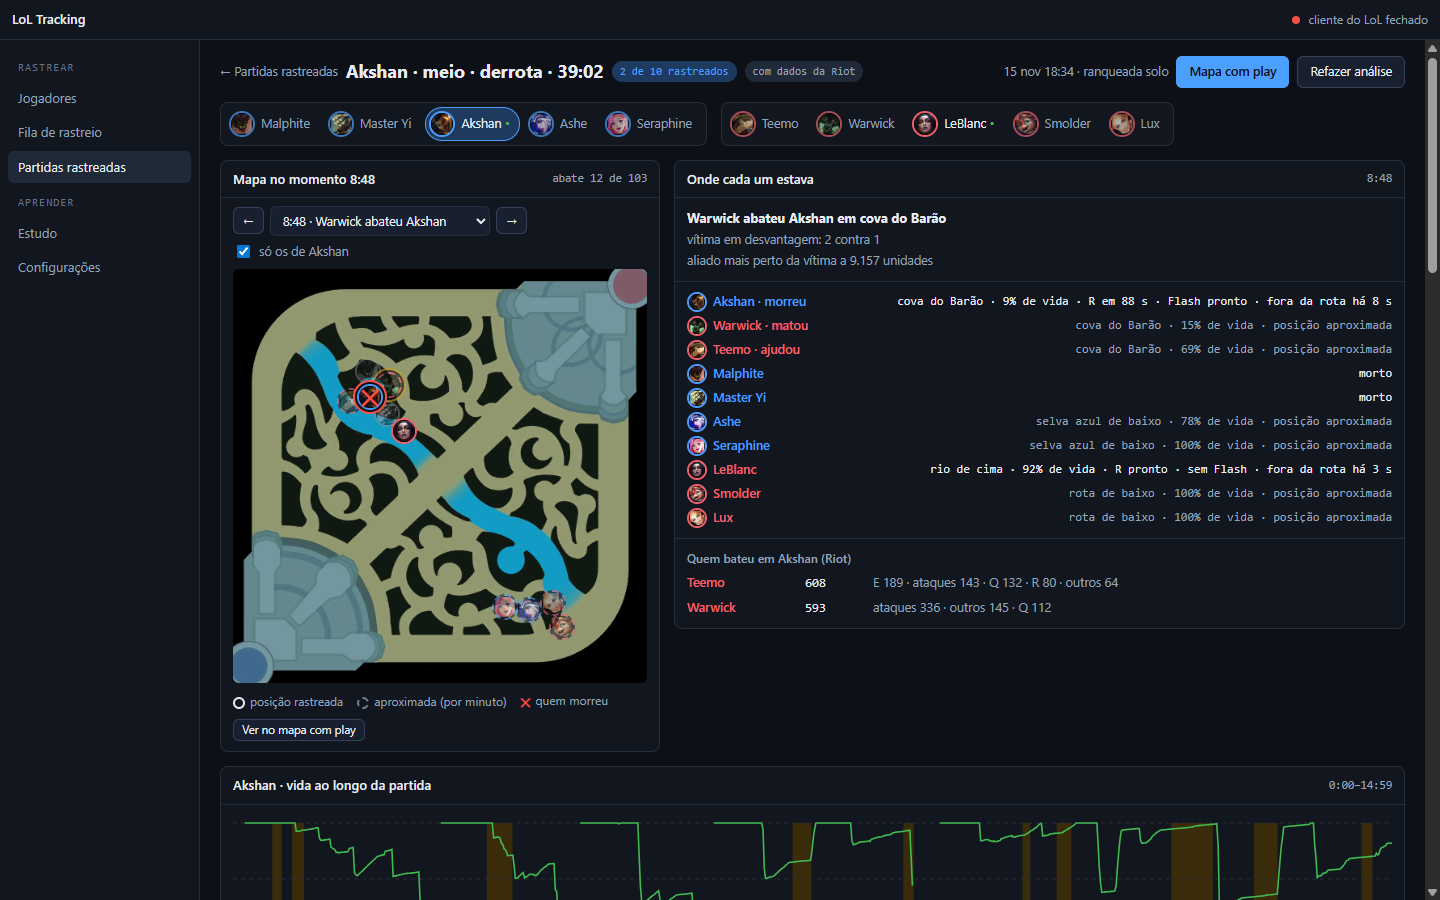 LoL Tracking
cliente do LoL fechado
RASTREAR
Jogadores
Fila de rastreio
Partidas rastreadas
APRENDER
Estudo
Configurações
← Partidas rastreadas Akshan · meio · derrota · 39:02 2 de 10 rastreados com dados da Riot
15 nov 18:34 · ranqueada solo Mapa com play Refazer análise
Malphite Master Yi Akshan Ashe Seraphine
Teemo Warwick LeBlanc Smolder Lux
Mapa no momento 8:48 abate 12 de 103
← 8:48 · Warwick abateu Akshan →
só os de Akshan
posição rastreada aproximada (por minuto) quem morreu
Ver no mapa com play
Onde cada um estava 8:48
Warwick abateu Akshan em cova do Barão
vítima em desvantagem: 2 contra 1
aliado mais perto da vítima a 9.157 unidades
Akshan · morreu cova do Barão · 9% de vida · R em 88 s · Flash pronto · fora da rota há 8 s
Warwick · matou cova do Barão · 15% de vida · posição aproximada
Teemo · ajudou cova do Barão · 69% de vida · posição aproximada
Malphite morto
Master Yi morto
Ashe selva azul de baixo · 78% de vida · posição aproximada
Seraphine selva azul de baixo · 100% de vida · posição aproximada
LeBlanc rio de cima · 92% de vida · R pronto · sem Flash · fora da rota há 3 s
Smolder rota de baixo · 100% de vida · posição aproximada
Lux rota de baixo · 100% de vida · posição aproximada
Quem bateu em Akshan (Riot)
Teemo 608 E 189 · ataques 143 · Q 132 · R 80 · outros 64
Warwick 593 ataques 336 · outros 145 · Q 112
Akshan · vida ao longo da partida 0:00–14:59